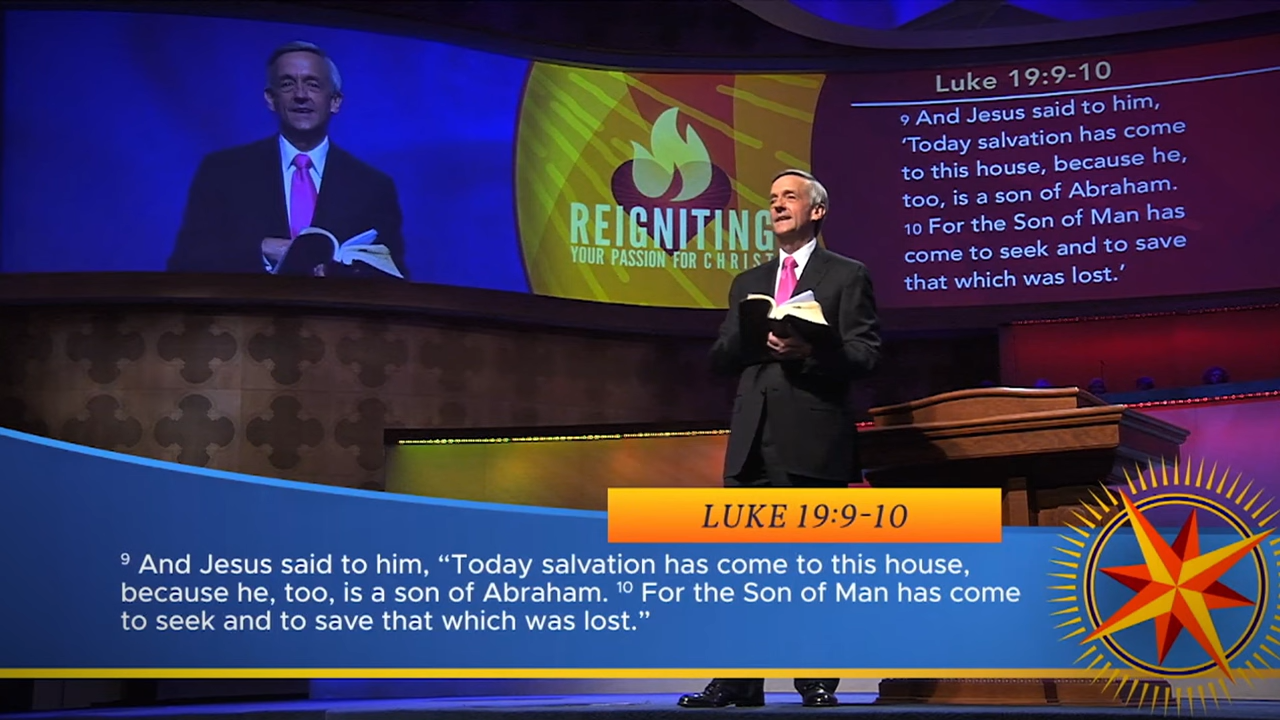 Luke 19:9-10
9 And Jesus said to him,
‘Today salvation has come
to this house, because he,
too, is a son of Abraham.
10 For the Son of Man has
come to seek and to save
that which was lost.’
REIGNITING
YOUR PASSION FOR CHRIST
LUKE 19:9-10
9 And Jesus said to him, “Today salvation has come to this house,
because he, too, is a son of Abraham. 10 For the Son of Man has come
to seek and to save that which was lost.”